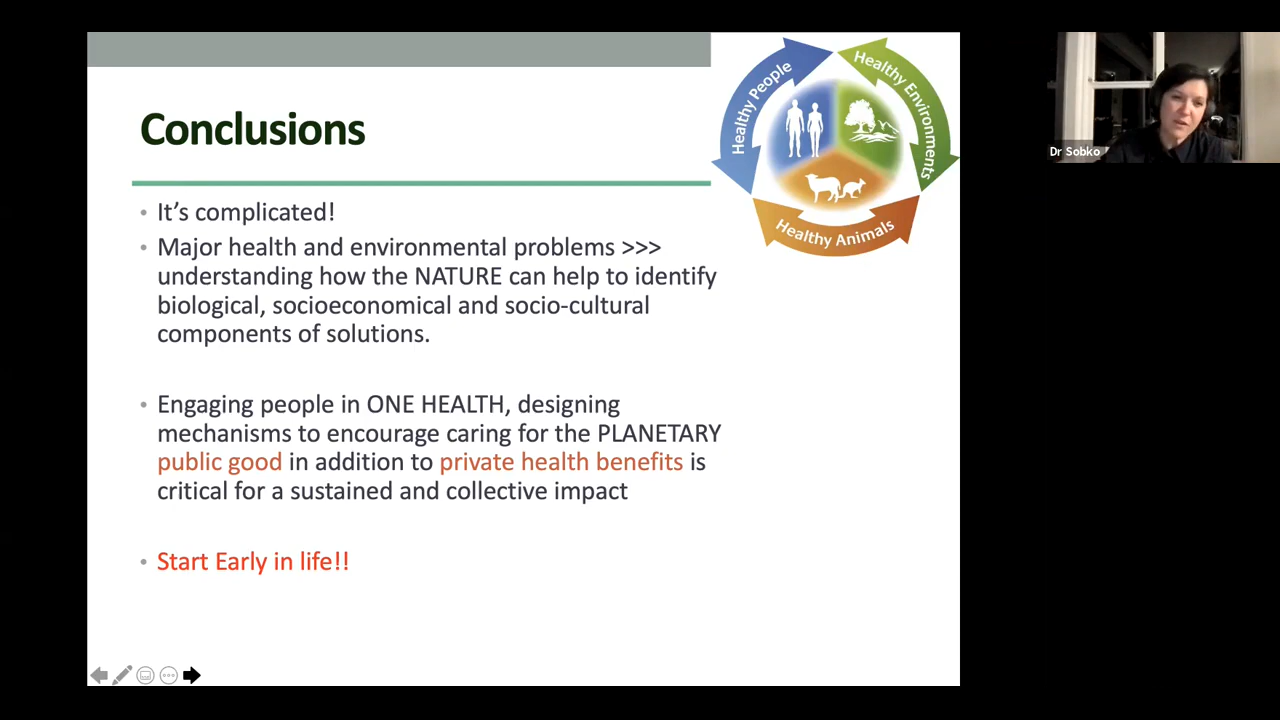 Conclusions
• It's complicated!
• Major health and environmental problems >>>
understanding how the NATURE can help to identify
biological, socioeconomical and socio-cultural
components of solutions.
• Engaging people in ONE HEALTH, designing
mechanisms to encourage caring for the PLANETARY
public good in addition to private health benefits is
critical for a sustained and collective impact
• Start Early in life!!
Healthy People
Healthy Environments
Healthy Animals
Dr Sobko